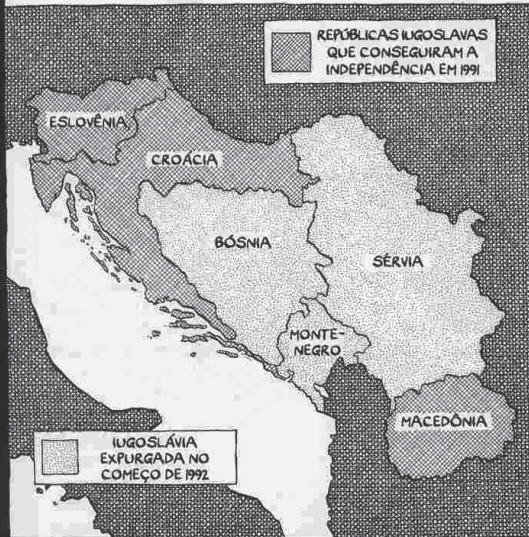 REPÚBLICAS IUGOSLAVAS
QUE CONSEGUIRAM A
INDEPENDÊNCIA EM 1991
ESLOVÊNIA
CROÁCIA
BÓSNIA
SÉRVIA
MONTE-
NEGRO
MACEDÔNIA
IUGOSLÁVIA
EXPURGADA NO
COMEÇO DE 1992